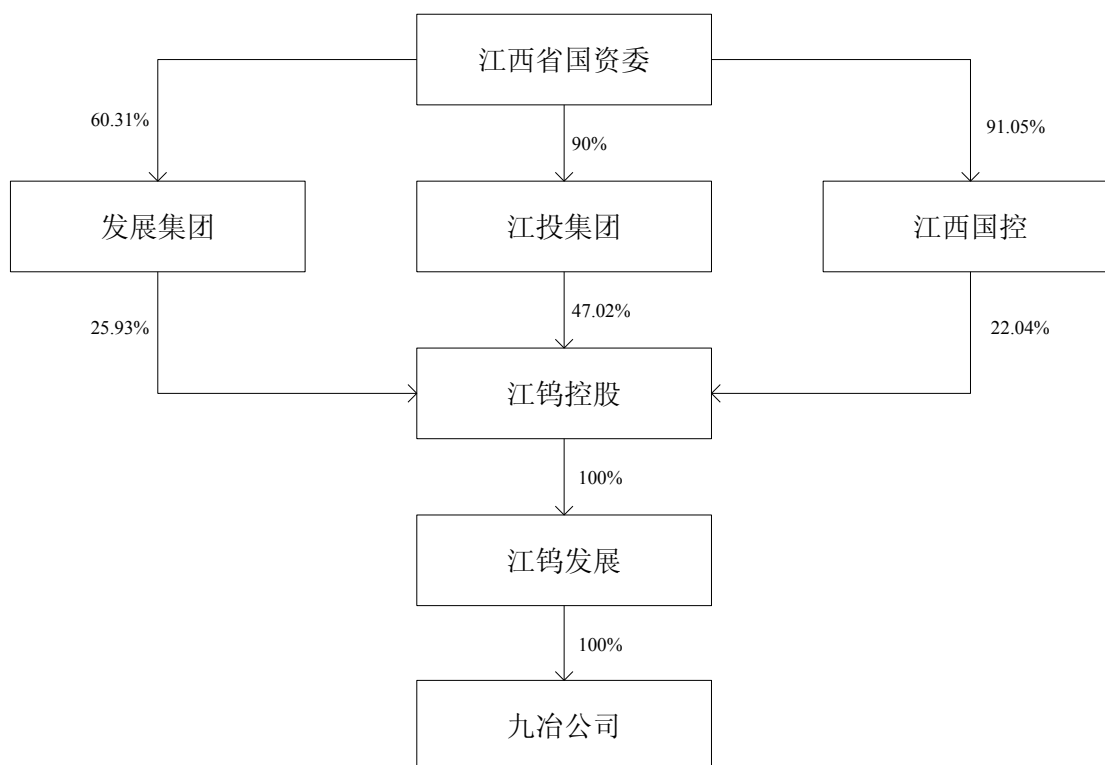 江西省国资委
60.31%
90%
91.05%
发展集团
江投集团
江西国控
25.93%
47.02%
22.04%
江钨控股
100%
江钨发展
100%
九冶公司